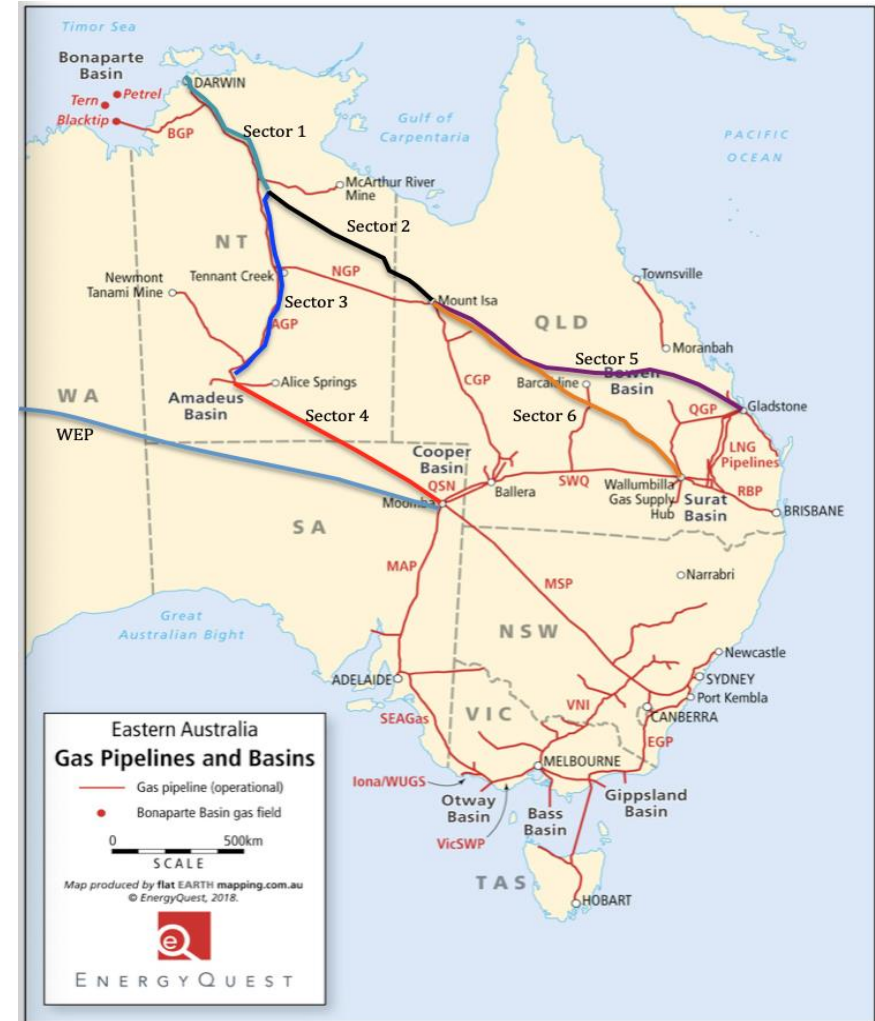 Timor Sea
Bonaparte
Basin
Petrel
Tern
Blacktip
DARWIN
BGP
Sector 1
Gulf of
Carpentaria
PACIFIC
OCEAN
McArthur River
Mine
Sector 2
NT
Newmont
Tanami Mine
Tennant Creek
NGP
Mount Isa
Townsville
Sector 3
AGP
QLD
Moranbah
Sector 5
Bowen
Basin
Barcaldine
CGP
Alice Springs
Amadeus
Basin
WA
WEP
Sector 4
Sector 6
QGP
Gladstone
LNG
Pipelines
Cooper
Basin
QSN
Ballera
SWQ
Wallumbilla
Gas Supply
Hub
Surat
Basin
RBP
BRISBANE
Moomba
SA
MAP
MSP
Narrabri
Great
Australian Bight
NSW
Newcastle
SYDNEY
Port Kembla
ADELAIDE
VNI
CANBERRA
SEAGas
VIC
EGP
MELBOURNE
Iona/WUGS
Otway
Basin
Bass
Basin
Gippsland
Basin
VicSWP
TAS
HOBART
Eastern Australia
Gas Pipelines and Basins
Gas pipeline (operational)
Bonaparte Basin gas field
0 500km
SCALE
Map produced by flat EARTH mapping.com.au
© EnergyQuest, 2018.
e
ENERGYQUEST